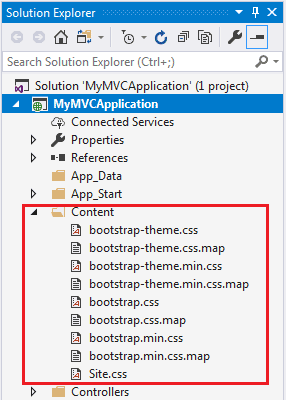 Solution Explorer
Search Solution Explorer (Ctrl+;)
Solution 'MyMVCApplication' (1 project)
MyMVCApplication
Connected Services
Properties
References
App_Data
App_Start
Content
bootstrap-theme.css
bootstrap-theme.css.map
bootstrap-theme.min.css
bootstrap-theme.min.css.map
bootstrap.css
bootstrap.css.map
bootstrap.min.css
bootstrap.min.css.map
Site.css
Controllers